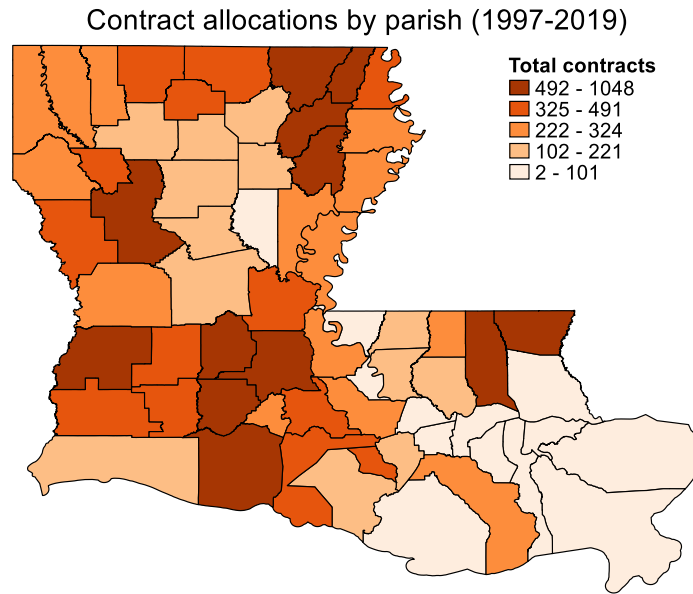 Contract allocations by parish (1997-2019)
Total contracts
492 - 1048
325 - 491
222 - 324
102 - 221
2 - 101